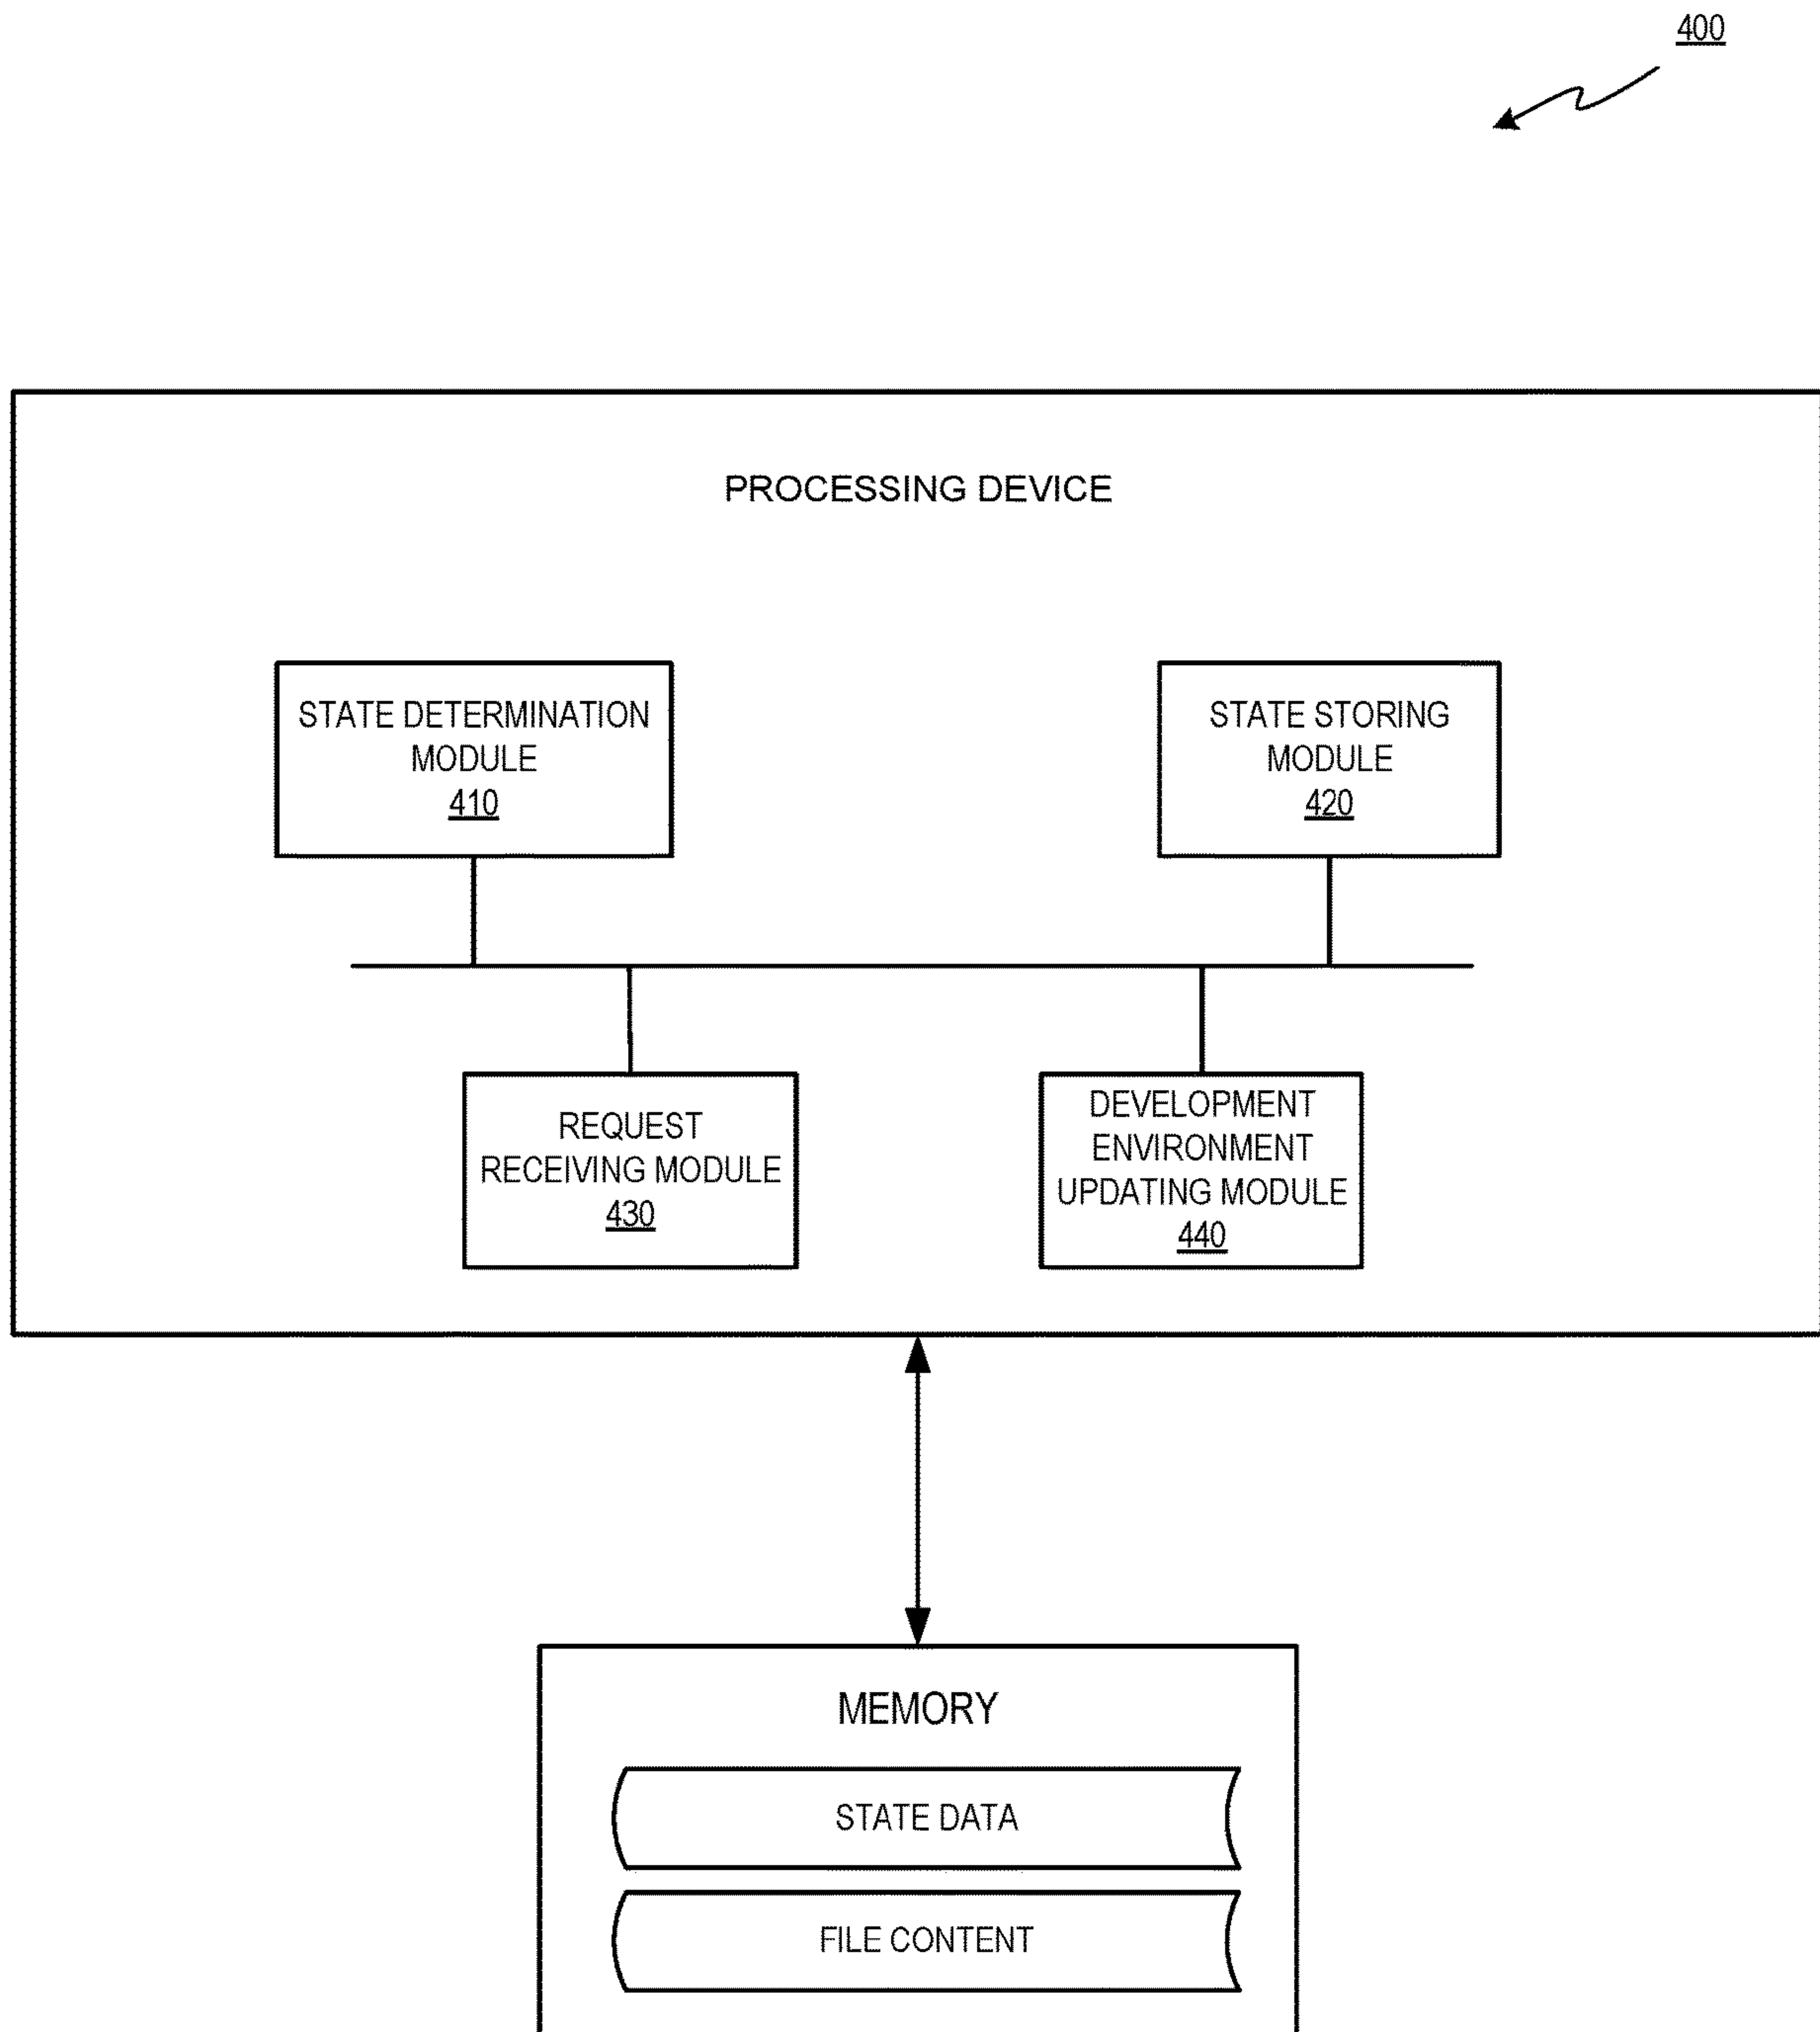 400
PROCESSING DEVICE
STATE DETERMINATION
MODULE
410
STATE STORING
MODULE
420
REQUEST
RECEIVING MODULE
430
DEVELOPMENT
ENVIRONMENT
UPDATING MODULE
440
MEMORY
STATE DATA
FILE CONTENT